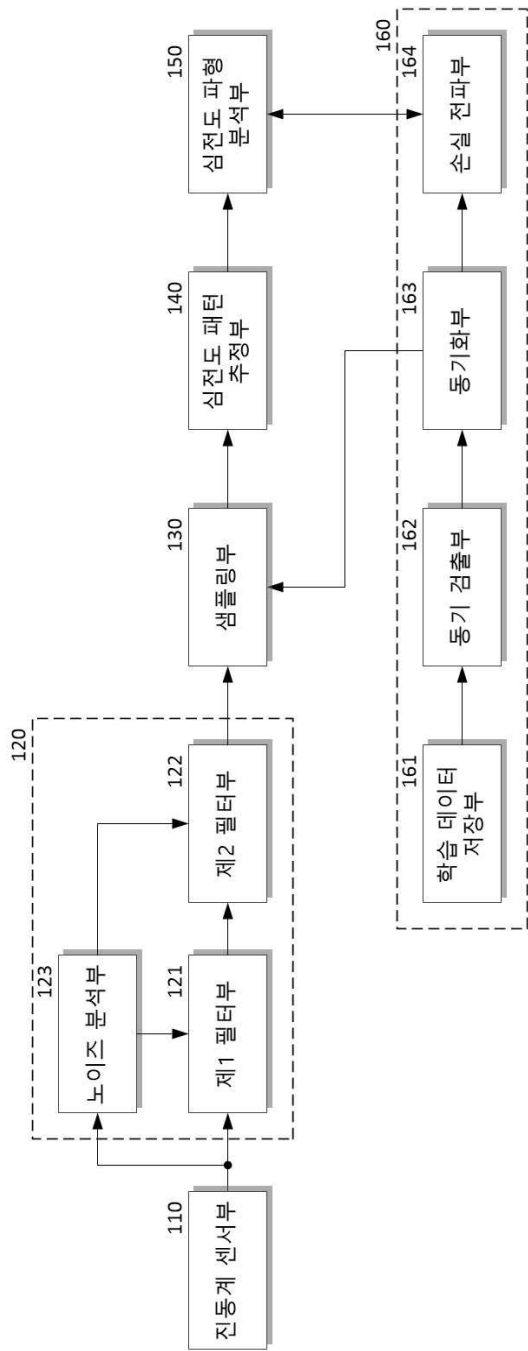 110
진동계 센서부
120
123
노이즈 분석부
121
제1 필터부
122
제2 필터부
130
샘플링부
140
심전도 패턴
추정부
150
심전도 파형
분석부
160
161
학습 데이터
저장부
162
동기 검출부
163
동기화부
164
손실 전파부